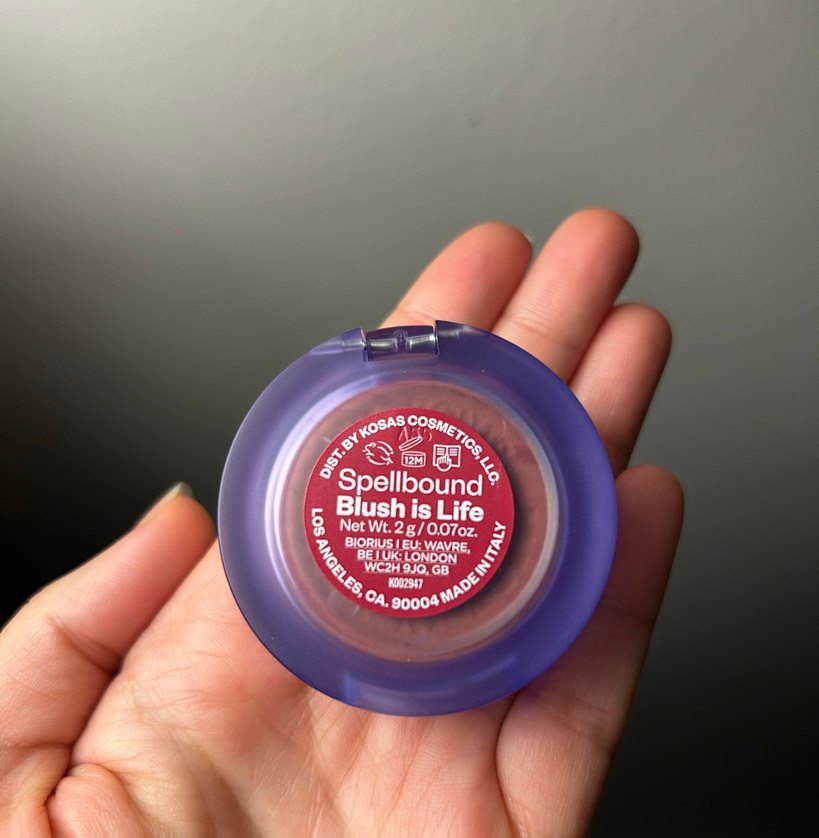 DIST. BY KOSAS COSMETICS, LLC.
12M
Spellbound
Blush is Life
Net Wt. 2 g / 0.07oz.
BIORIUS I EU: WAVRE,
BE I UK: LONDON
WC2H 9JQ, GB
K002947
LOS ANGELES, CA. 90004 MADE IN ITALY